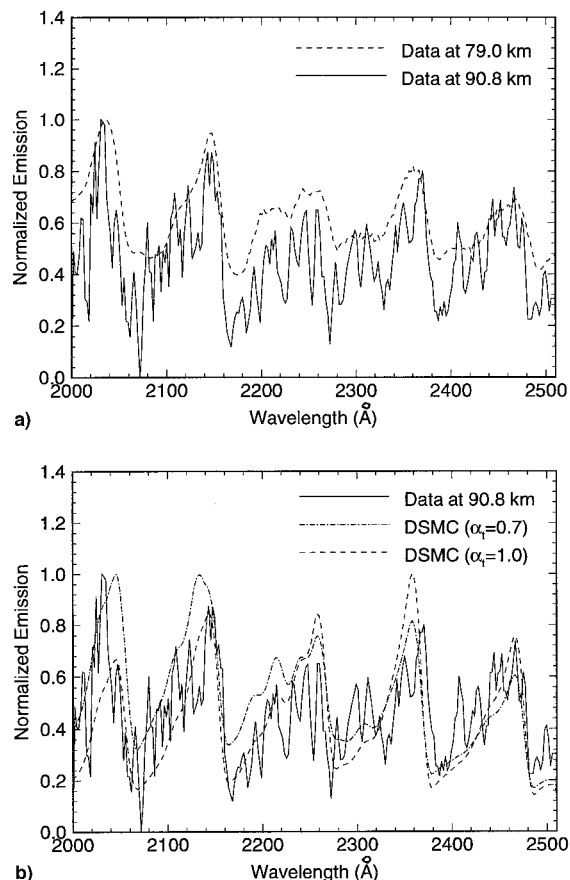 1.4
1.2
1.0
0.8
0.6
0.4
0.2
0.0
Normalized Emission
Data at 79.0 km
Data at 90.8 km
2000 2100 2200 2300 2400 2500
Wavelength (Å)
a)
1.4
1.2
1.0
0.8
0.6
0.4
0.2
0.0
Normalized Emission
Data at 90.8 km
DSMC (αt=0.7)
DSMC (αt=1.0)
2000 2100 2200 2300 2400 2500
Wavelength (Å)
b)